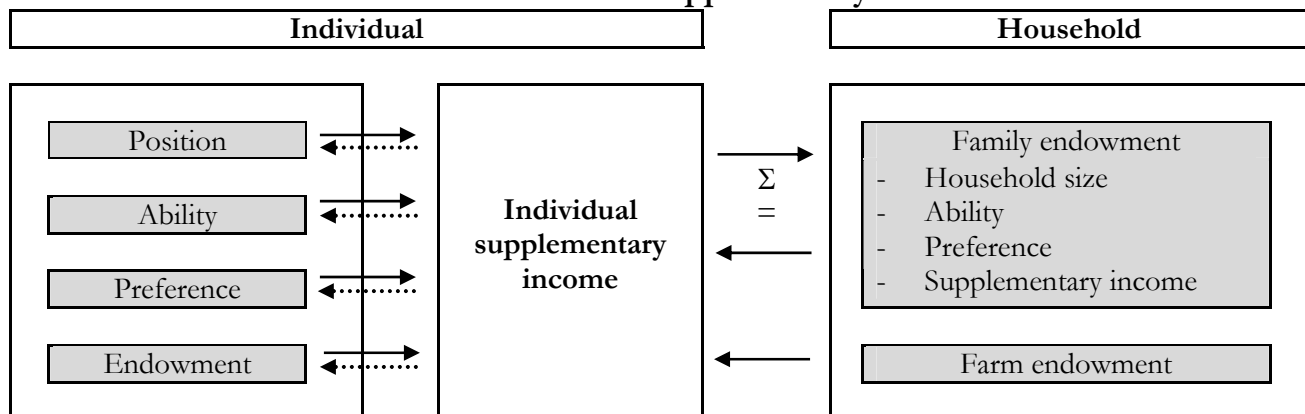 Individual
Household
Position
Ability
Preference
Endowment
Individual
supplementary
income
Σ
=
Family endowment
- Household size
- Ability
- Preference
- Supplementary income
Farm endowment